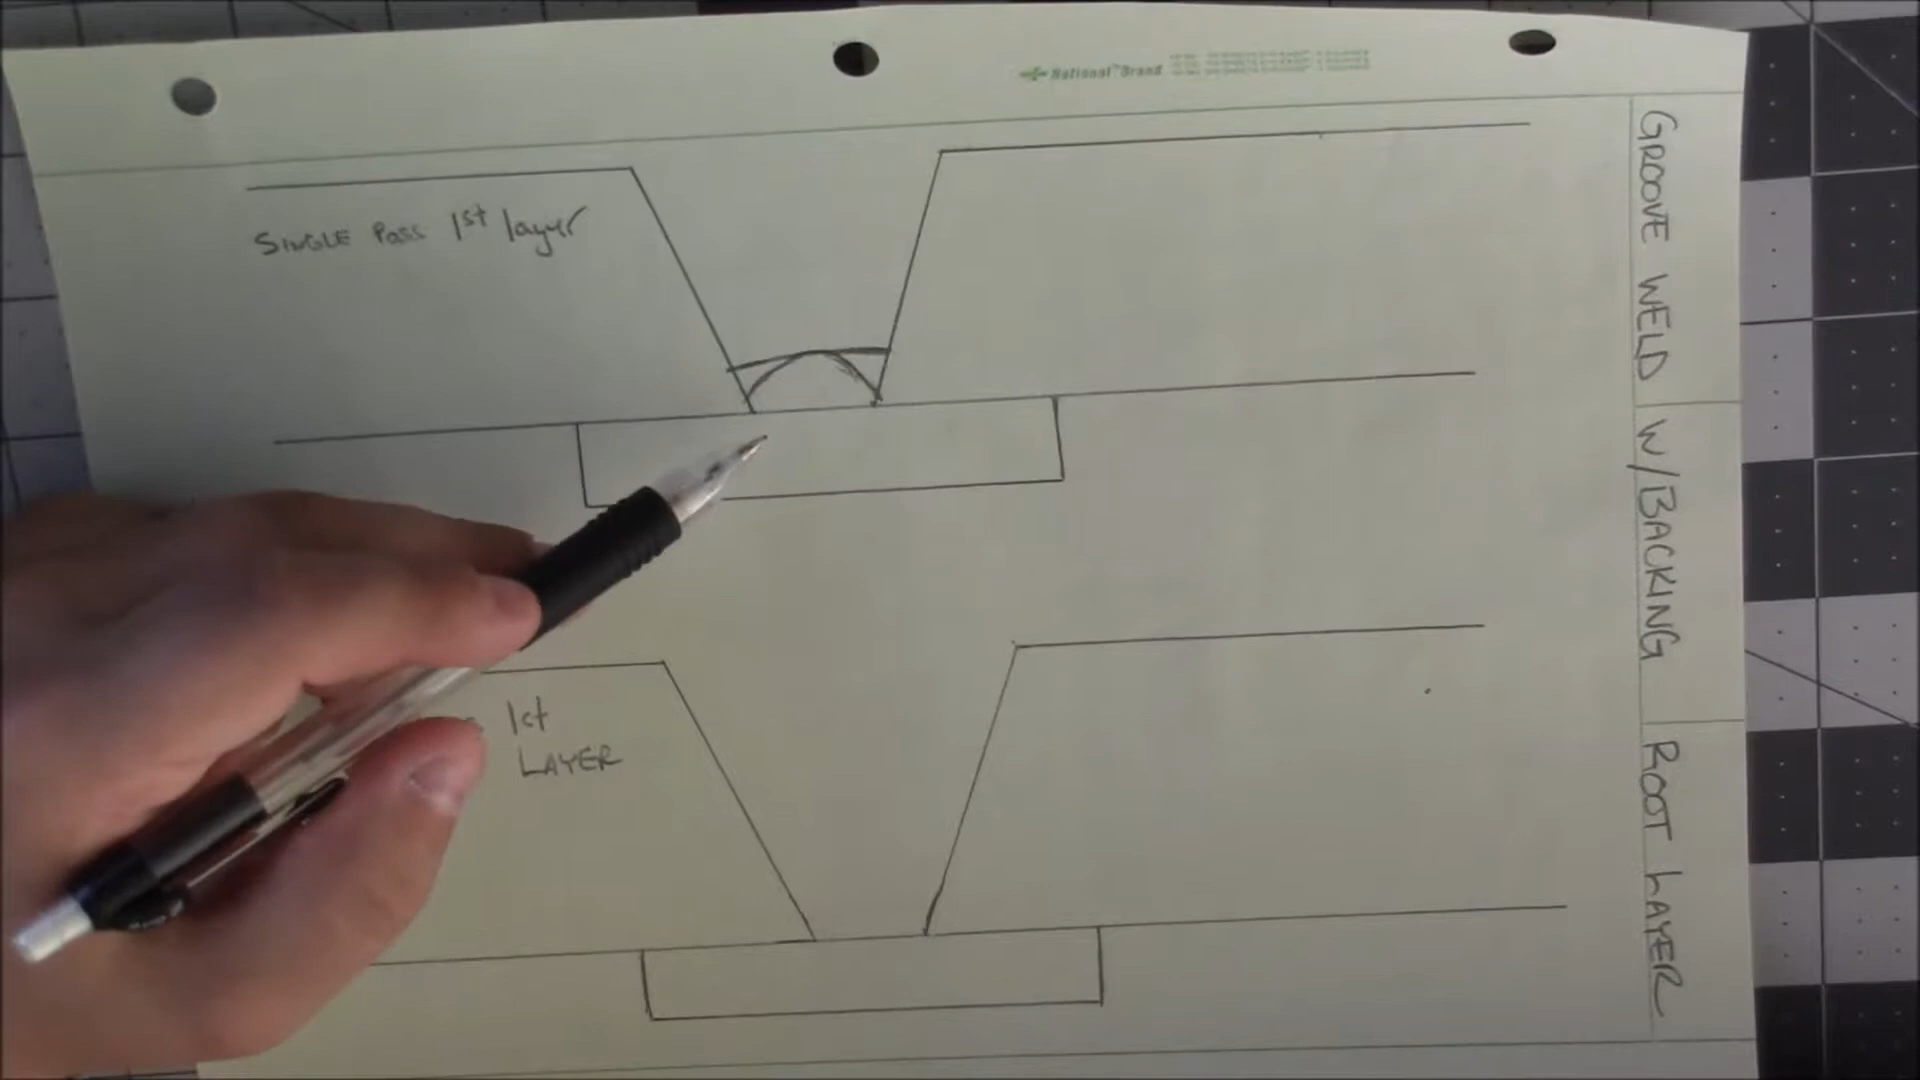 National Brand
SINGLE Pass 1st layer
1st
LAYER
GROOVE WELD W/BACKING ROOT LAYER